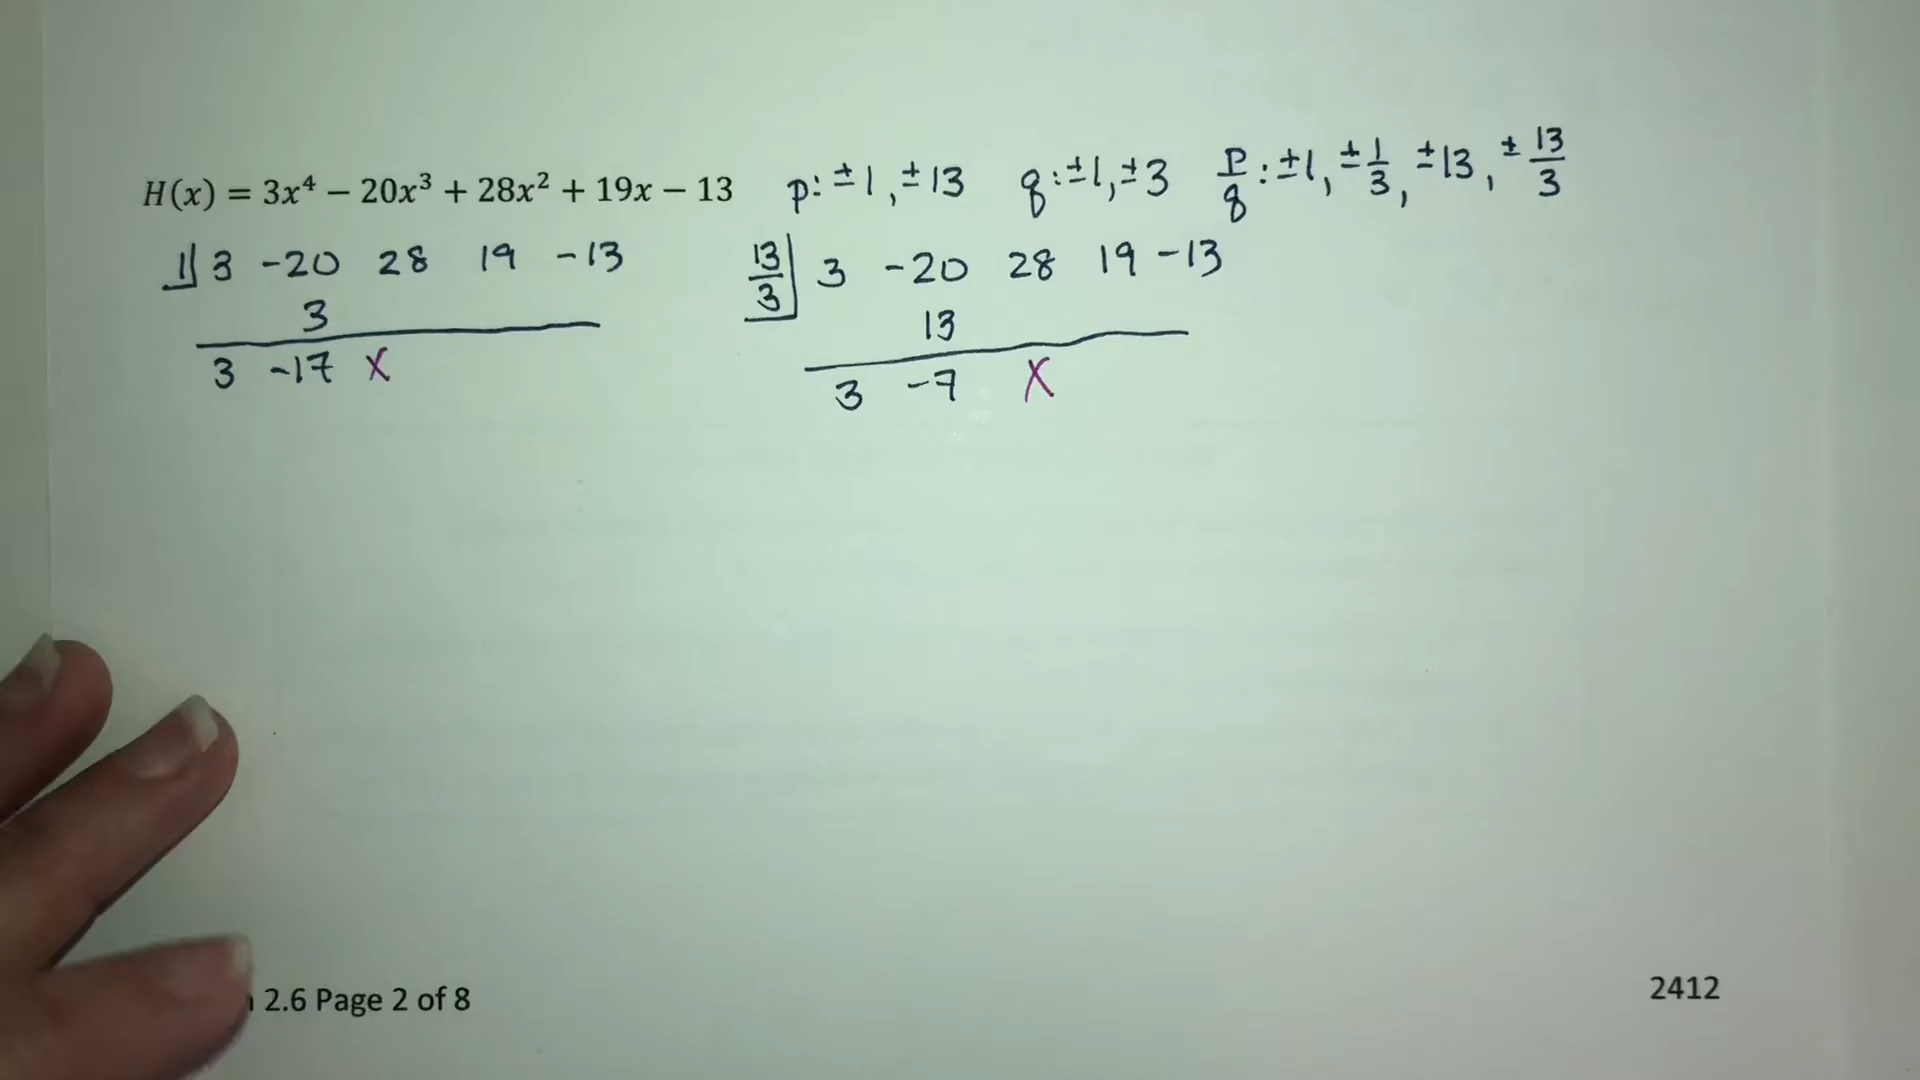 H(x) = 3x⁴ − 20x³ + 28x² + 19x − 13 p: ±1, ±13 q: ±1, ±3 p/q: ±1, ±1/3, ±13, ±13/3
1| 3 -20 28 19 -13
3
3 -17 X
13/3| 3 -20 28 19 -13
13
3 -7 X
2.6 Page 2 of 8
2412